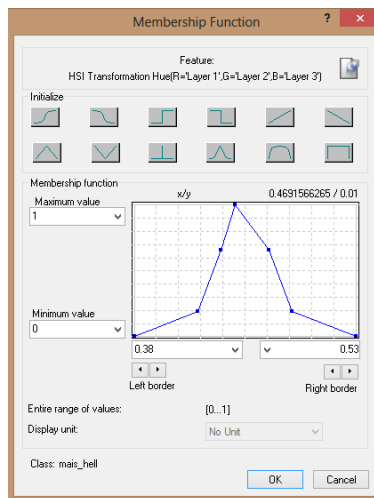 Membership Function
Feature:
HSI Transformation Hue(R='Layer 1',G='Layer 2',B='Layer 3')
Initialize
Membership function
Maximum value
x/y
0.4691566265 / 0.01
1
Minimum value
0
0.38
0.53
Left border
Right border
Entire range of values:
[0...1]
Display unit:
No Unit
Class: mais_hell
OK
Cancel